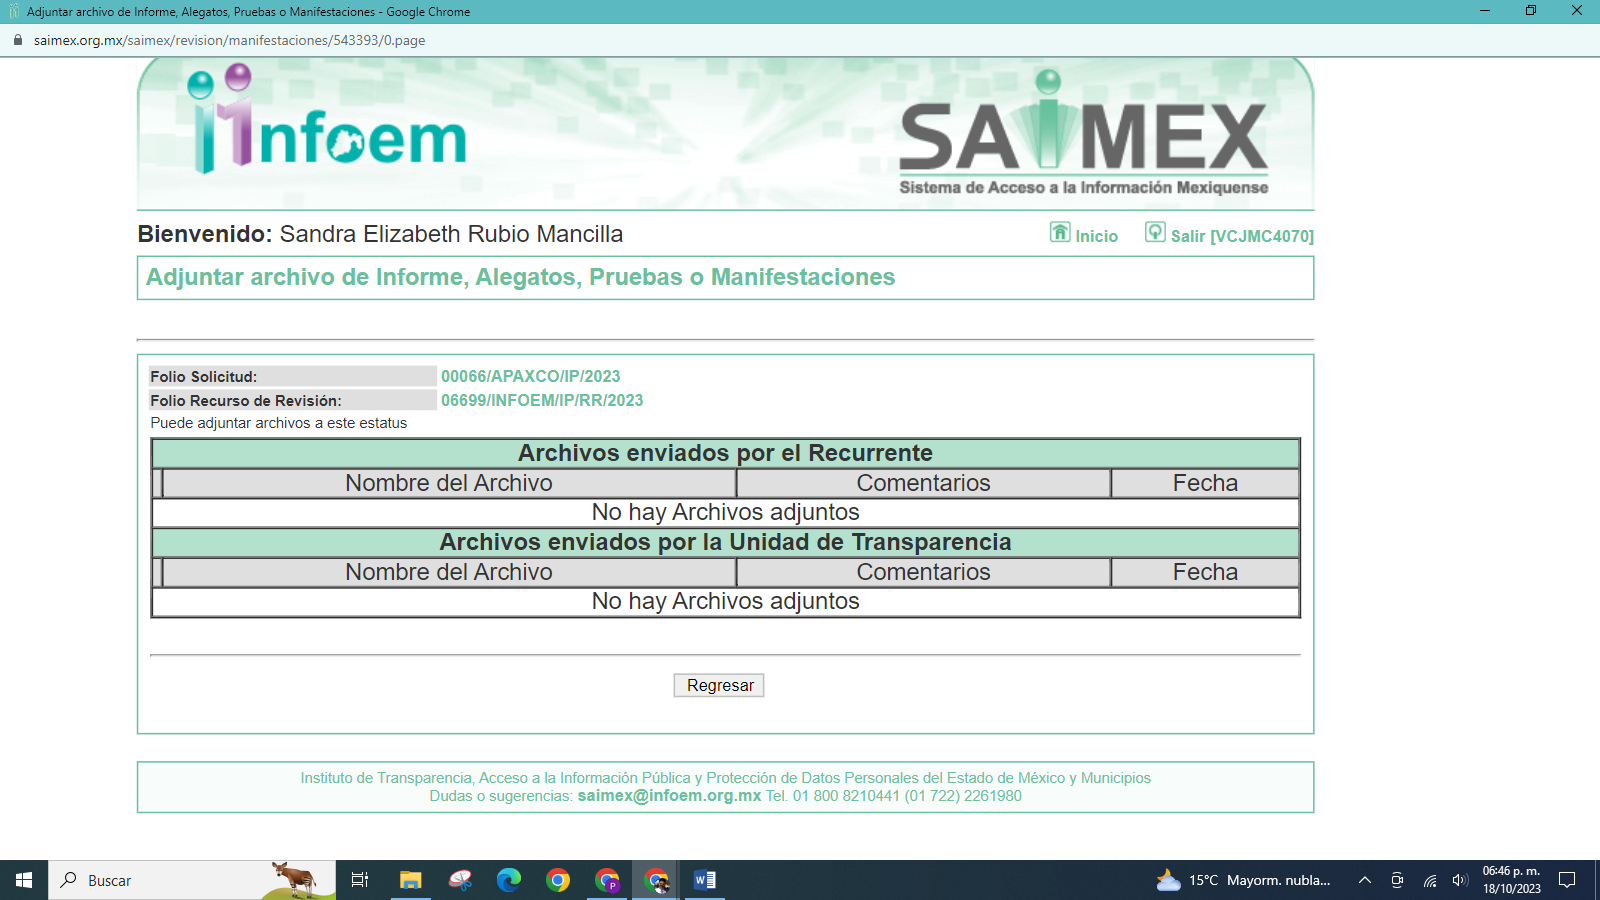 Adjuntar archivo de Informe, Alegatos, Pruebas o Manifestaciones - Google Chrome
saimex.org.mx/saimex/revision/manifestaciones/543393/0.page
infoem
SAIMEX
Sistema de Acceso a la Información Mexiquense
Bienvenido: Sandra Elizabeth Rubio Mancilla
Inicio Salir [VCJMC4070]
Adjuntar archivo de Informe, Alegatos, Pruebas o Manifestaciones
Folio Solicitud: 00066/APAXCO/IP/2023
Folio Recurso de Revisión: 06699/INFOEM/IP/RR/2023
Puede adjuntar archivos a este estatus
Archivos enviados por el Recurrente
Nombre del Archivo Comentarios Fecha
No hay Archivos adjuntos
Archivos enviados por la Unidad de Transparencia
Nombre del Archivo Comentarios Fecha
No hay Archivos adjuntos
Regresar
Instituto de Transparencia, Acceso a la Información Pública y Protección de Datos Personales del Estado de México y Municipios
Dudas o sugerencias: saimex@infoem.org.mx Tel. 01 800 8210441 (01 722) 2261980
Buscar
15°C Mayorm. nubla...
06:46 p. m.
18/10/2023